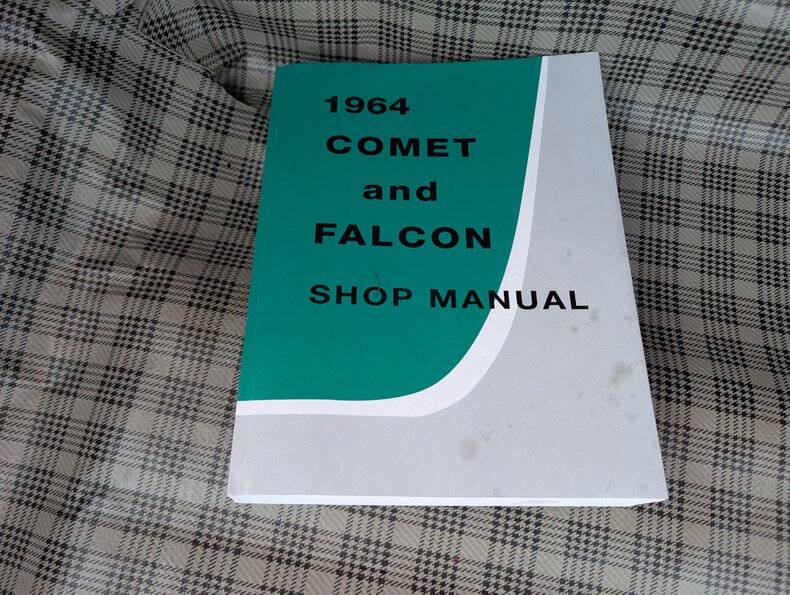 1964
COMET
and
FALCON
SHOP MANUAL